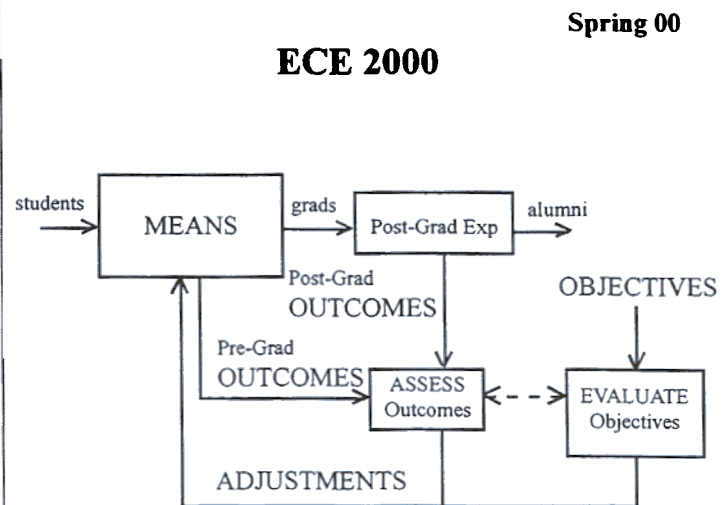 Spring 00
ECE 2000
students
MEANS
grads
Post-Grad Exp
alumni
Post-Grad
OUTCOMES
OBJECTIVES
Pre-Grad
OUTCOMES
ASSESS
Outcomes
EVALUATE
Objectives
ADJUSTMENTS